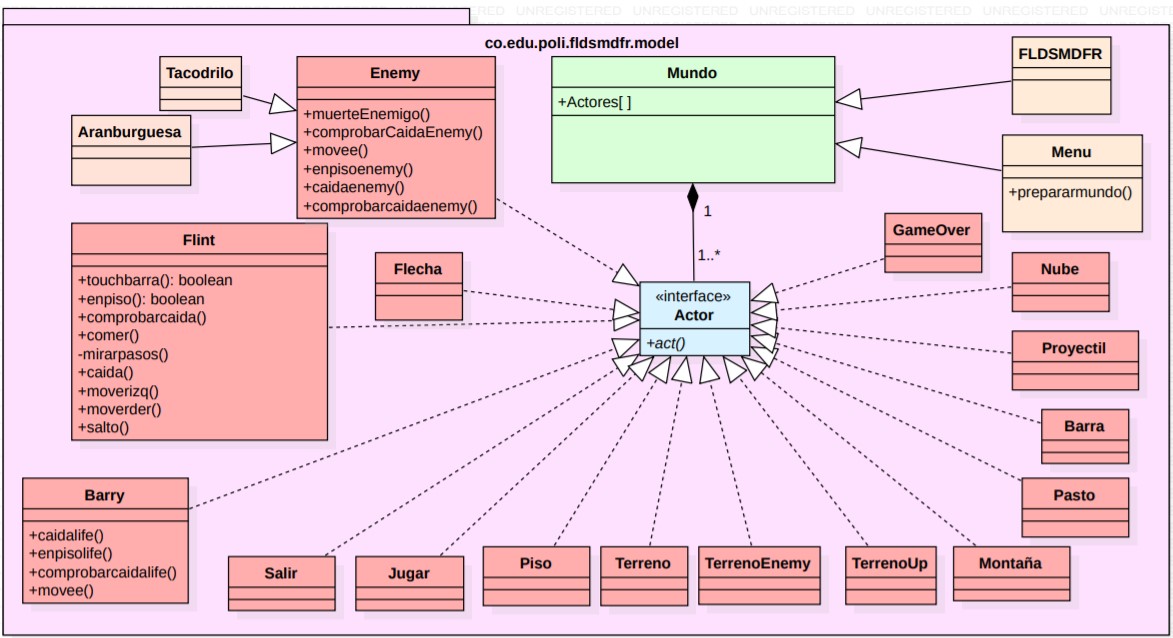 RED UNREGISTERED UNREGISTERED UNREGISTERED UNREGISTERED UNREGISTERED UNREGIST
co.edu.poli.fldsmdfr.model
Tacodrilo
Aranburguesa
Enemy
+muerteEnemigo()
+comprobarCaidaEnemy()
+movee()
+enpisoenemy()
+caidaenemy()
+comprobarcaidaenemy()
Mundo
+Actores[ ]
FLDSMDFR
Menu
+prepararmundo()
1
1..*
Flint
+touchbarra(): boolean
+enpiso(): boolean
+comprobarcaida()
+comer()
-mirarpasos()
+caida()
+moverizq()
+moverder()
+salto()
Flecha
«interface»
Actor
+act()
GameOver
Nube
Proyectil
Barra
Pasto
Barry
+caidalife()
+enpisolife()
+comprobarcaidalife()
+movee()
Salir
Jugar
Piso
Terreno
TerrenoEnemy
TerrenoUp
Montaña